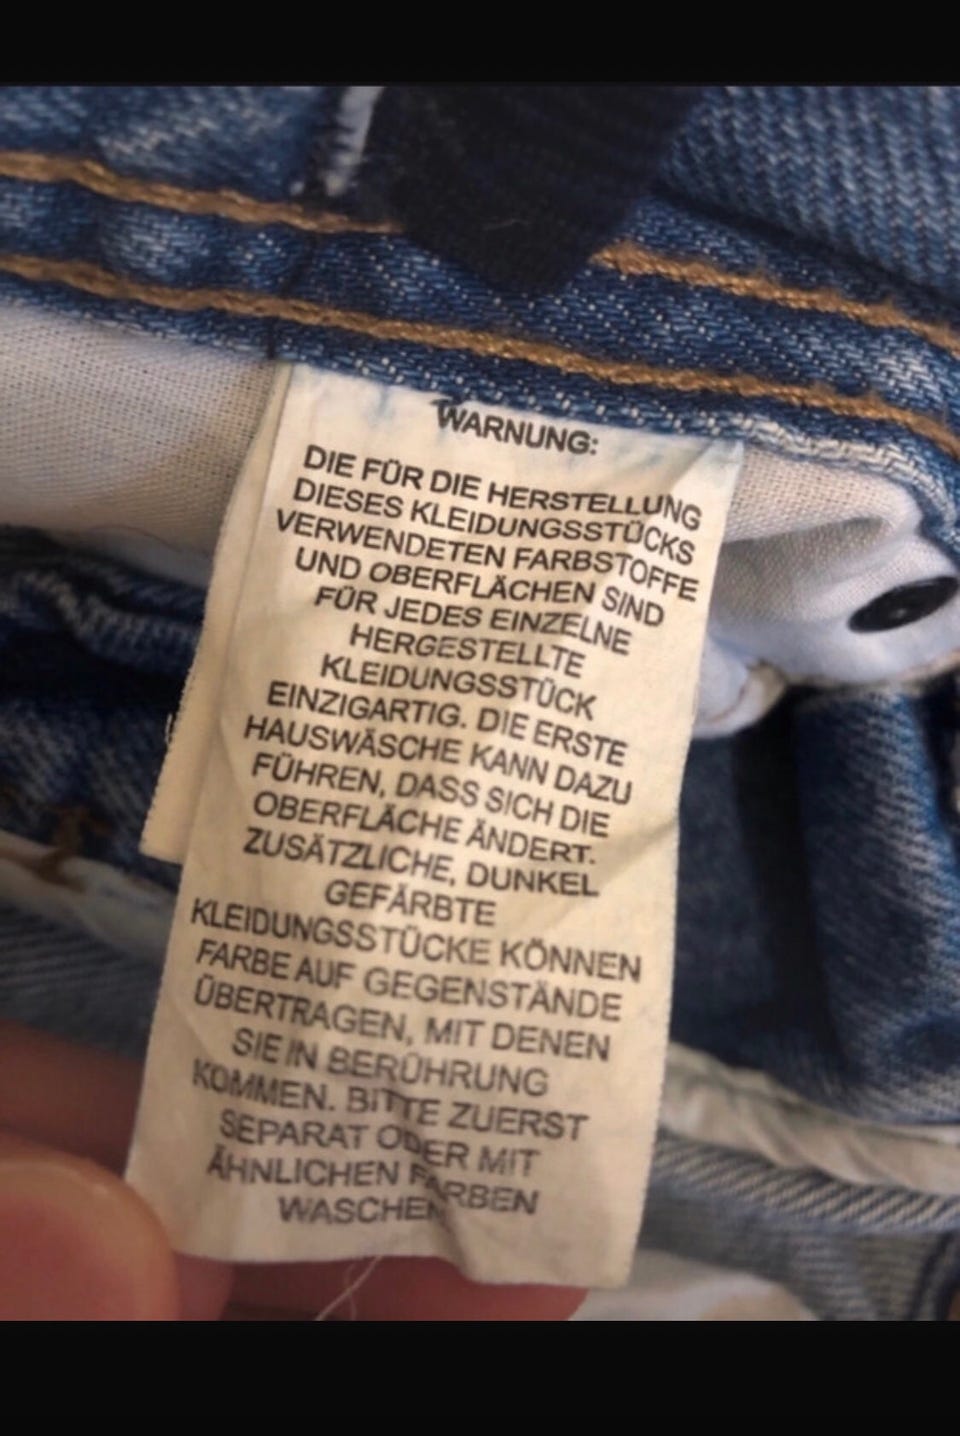 WARNUNG:
DIE FÜR DIE HERSTELLUNG
DIESES KLEIDUNGSSTÜCKS
VERWENDETEN FARBSTOFFE
UND OBERFLÄCHEN SIND
FÜR JEDES EINZELNE
HERGESTELLTE
KLEIDUNGSSTÜCK
EINZIGARTIG. DIE ERSTE
HAUSWÄSCHE KANN DAZU
FÜHREN, DASS SICH DIE
OBERFLÄCHE ÄNDERT.
ZUSÄTZLICHE, DUNKEL
GEFÄRBTE
KLEIDUNGSSTÜCKE KÖNNEN
FARBE AUF GEGENSTÄNDE
ÜBERTRAGEN, MIT DENEN
SIE IN BERÜHRUNG
KOMMEN. BITTE ZUERST
SEPARAT ODER MIT
ÄHNLICHEN FARBEN
WASCHEN